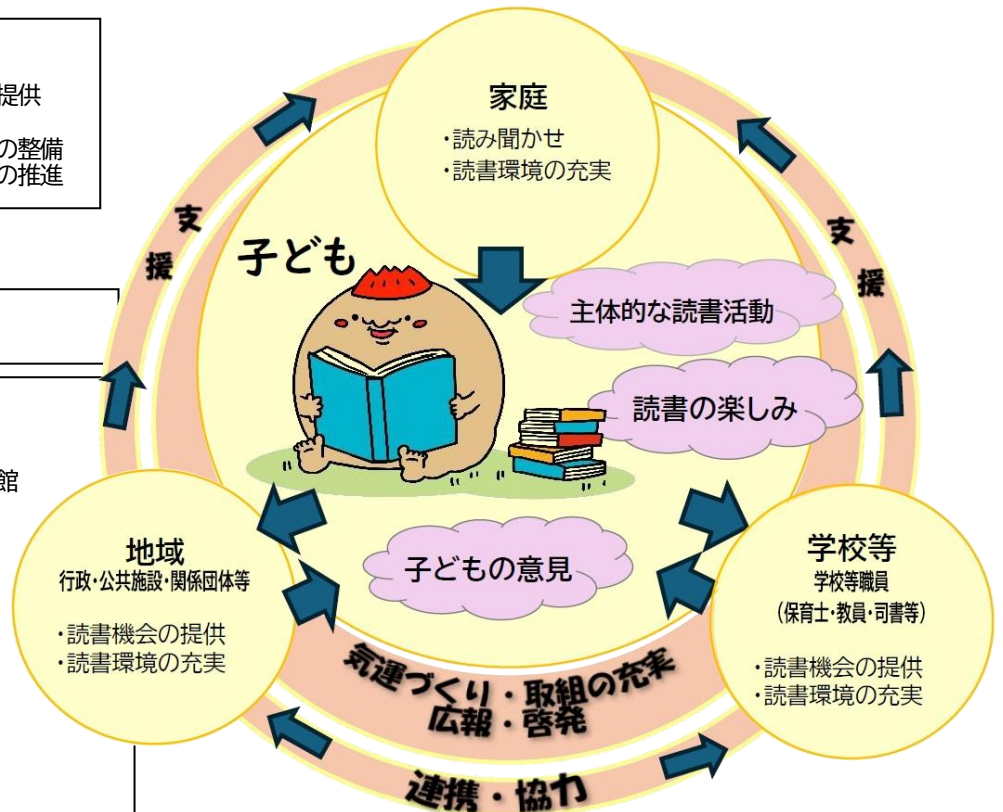 提供
の整備
の推進
館
家庭
・読み聞かせ
・読書環境の充実
支援
支援
子ども
主体的な読書活動
読書の楽しみ
子どもの意見
地域
行政・公共施設・関係団体等
・読書機会の提供
・読書環境の充実
学校等
学校等職員
（保育士・教員・司書等）
・読書機会の提供
・読書環境の充実
気運づくり・取組の充実
広報・啓発
連携・協力